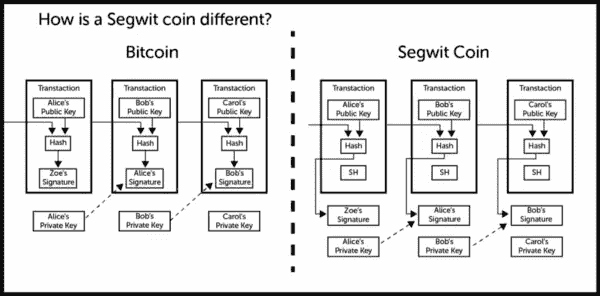 How is a Segwit coin different?
Bitcoin
Transtaction
Alice's
Public Key
Hash
Zoe's
Signature
Alice's
Private Key
Transtaction
Bob's
Public Key
Hash
Alice's
Signature
Bob's
Private Key
Transtaction
Carol's
Public Key
Hash
Bob's
Signature
Carol's
Private Key
Segwit Coin
Transtaction
Alice's
Public Key
Hash
SH
Zoe's
Signature
Alice's
Private Key
Transtaction
Bob's
Public Key
Hash
SH
Alice's
Signature
Bob's
Private Key
Transtaction
Carol's
Public Key
Hash
SH
Bob's
Signature
Carol's
Private Key